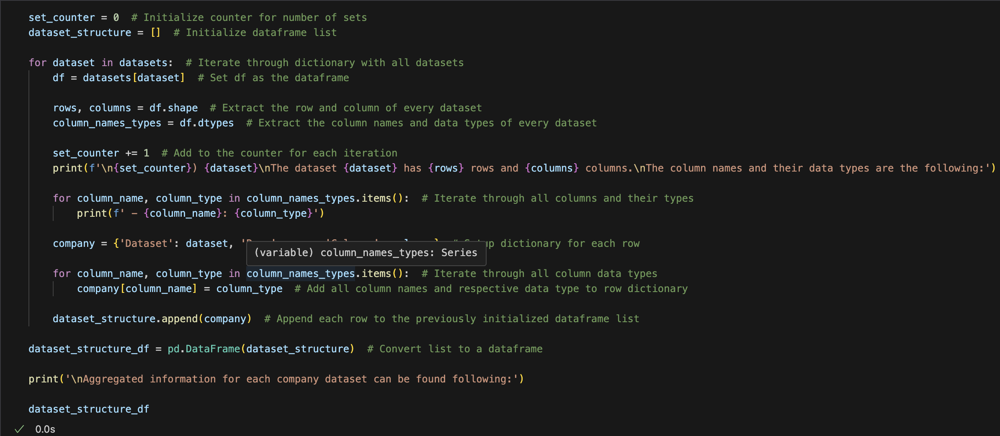 set_counter = 0  # Initialize counter for number of sets
dataset_structure = []  # Initialize dataframe list
for dataset in datasets:  # Iterate through dictionary with all datasets
    df = datasets[dataset]  # Set df as the dataframe
    rows, columns = df.shape  # Extract the row and column of every dataset
    column_names_types = df.dtypes  # Extract the column names and data types of every dataset
    set_counter += 1  # Add to the counter for each iteration
    print(f'\n{set_counter}) {dataset}\nThe dataset {dataset} has {rows} rows and {columns} columns.\nThe column names and their data types are the following:')
    for column_name, column_type in column_names_types.items():  # Iterate through all columns and their types
        print(f' - {column_name}: {column_type}')
    company = {'Dataset': dataset, dictionary for each row
(variable) column_names_types: Series
    for column_name, column_type in column_names_types.items():  # Iterate through all column data types
        company[column_name] = column_type  # Add all column names and respective data type to row dictionary
    dataset_structure.append(company)  # Append each row to the previously initialized dataframe list
dataset_structure_df = pd.DataFrame(dataset_structure)  # Convert list to a dataframe
print('\nAggregated information for each company dataset can be found following:')
dataset_structure_df
✓ 0.0s